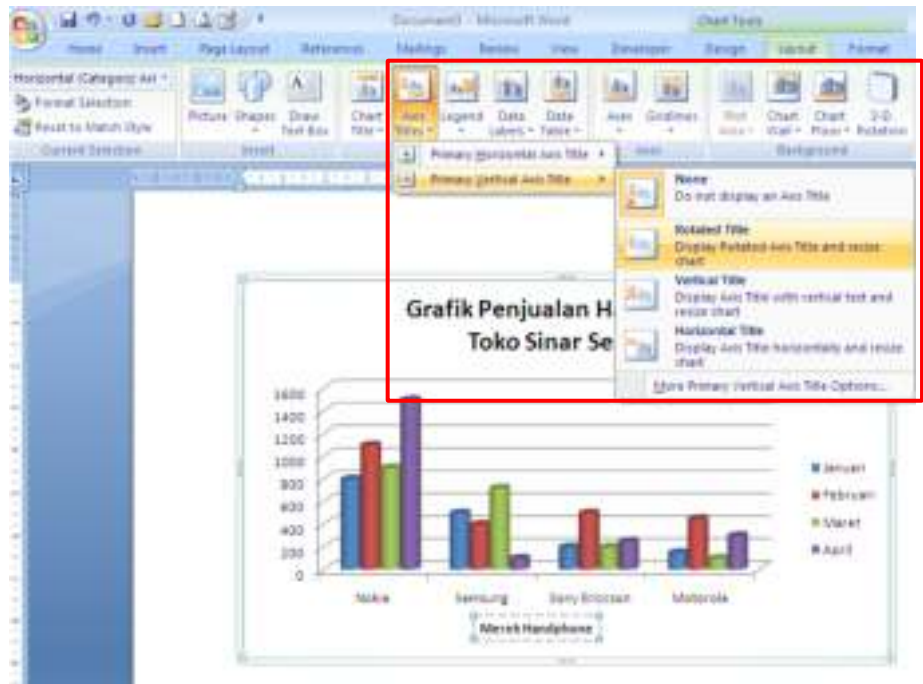 Document3 - Microsoft Word
Chart Tools
Home Insert Page Layout References Mailings Review View Developer Design Layout Format
Horizontal (Category) Axi
Format Selection
Reset to Match Style
Current Selection
Picture Shapes Draw Text Box
Insert
Chart Title
Axis Titles
Legend
Data Labels
Data Table
Axes Gridlines
Axes
Plot Area
Chart Wall
Chart Floor
3-D Rotation
Background
Primary Horizontal Axis Title
Primary Vertical Axis Title
None
Do not display an Axis Title
Rotated Title
Display Rotated Axis Title and resize
chart
Vertical Title
Display Axis Title with vertical text and
resize chart
Horizontal Title
Display Axis Title horizontally and resize
chart
More Primary Vertical Axis Title Options...
Grafik Penjualan H
Toko Sinar Se
1600
1400
1200
1000
800
600
400
200
0
Nokia Samsung Sony Ericsson Motorola
Merek Handphone
Januari
Februari
Maret
April